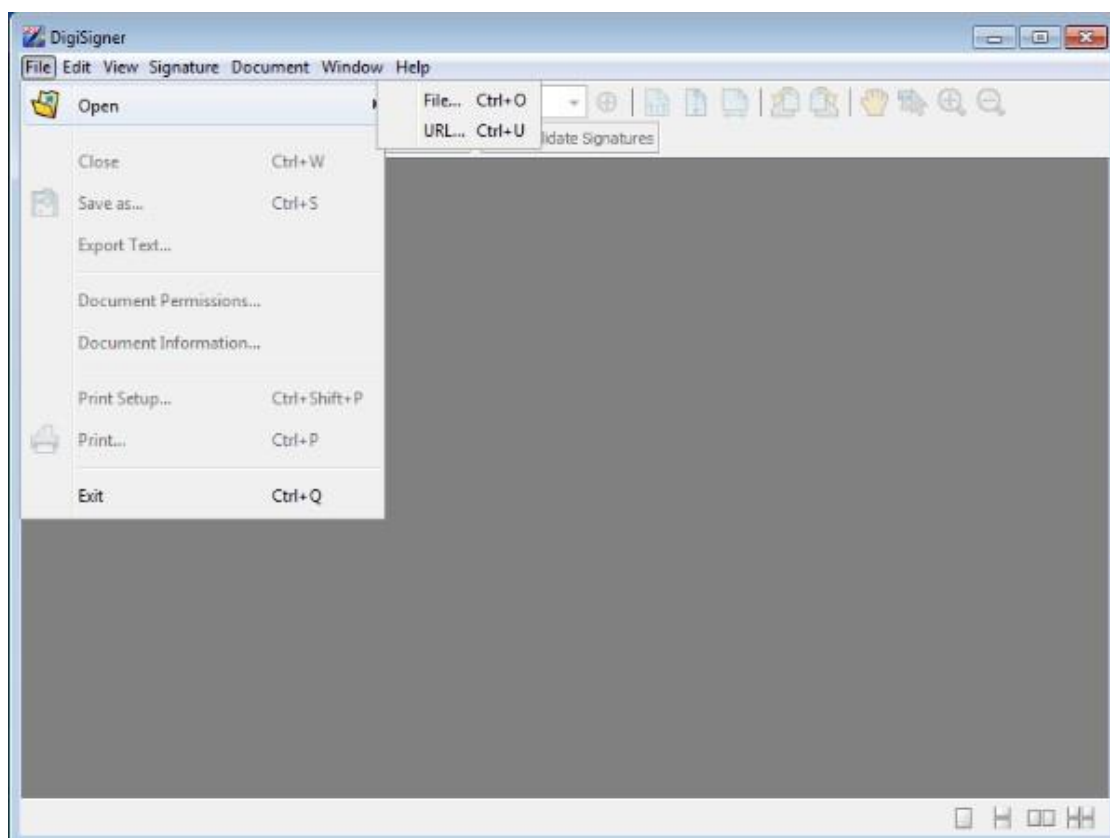 DigiSigner
File Edit View Signature Document Window Help
Open
File... Ctrl+O
URL... Ctrl+U
Signatures
Close Ctrl+W
Save as... Ctrl+S
Export Text...
Document Permissions...
Document Information...
Print Setup... Ctrl+Shift+P
Print... Ctrl+P
Exit Ctrl+Q